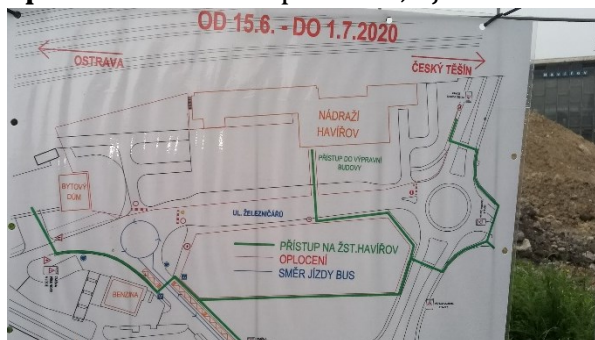 OD 15.6. - DO 1.7.2020
OSTRAVA
ČESKÝ TĚŠÍN
NÁDRAŽÍ
HAVÍŘOV
PŘÍSTUP DO VÝPRAVNÍ
BUDOVY
BYTOVÝ
DŮM
UL. ŽELEZNIČÁRŮ
PŘÍSTUP NA ŽST.HAVÍŘOV
OPLOCENÍ
SMĚR JÍZDY BUS
BENZINA